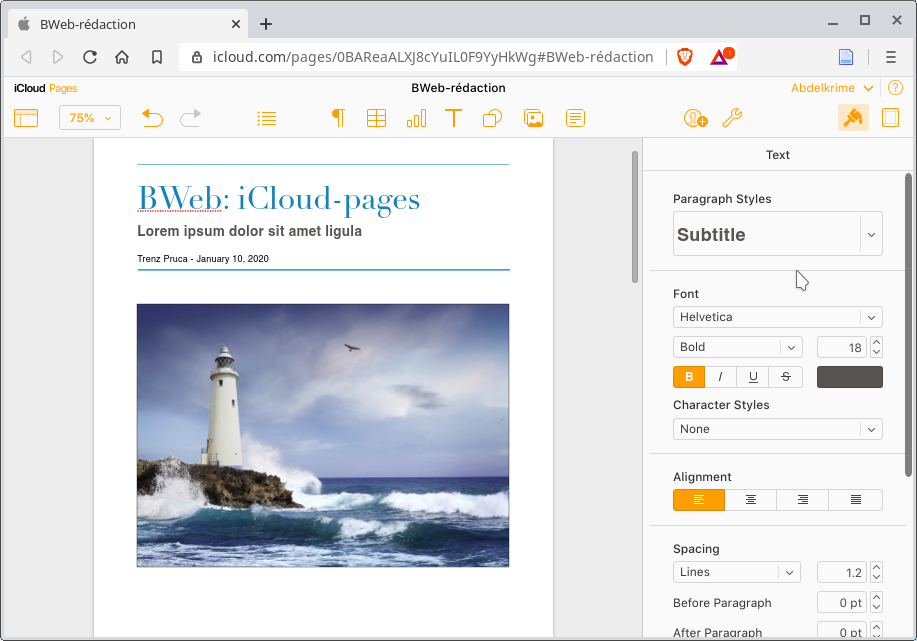 BWeb-rédaction
icloud.com/pages/0BAReaALXJ8cYuIL0F9YyHkWg#BWeb-rédaction
1
iCloud Pages
BWeb-rédaction
Abdelkrime
?
75%
Text
BWeb: iCloud-pages
Lorem ipsum dolor sit amet ligula
Trenz Pruca - January 10, 2020
Paragraph Styles
Subtitle
Font
Helvetica
Bold
18
B I U S
Character Styles
None
Alignment
Spacing
Lines
1.2
Before Paragraph
0 pt
After Paragraph
0 pt